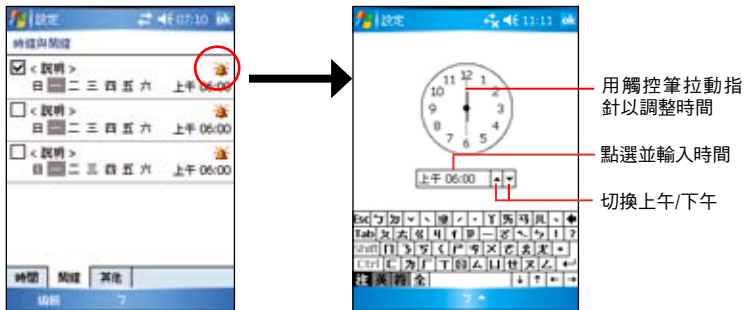 設定 07:10 ok
時鐘與鬧鐘
< 說明 >
日 一 二 三 四 五 六 上午 06:00
< 說明 >
日 一 二 三 四 五 六 上午 06:00
< 說明 >
日 一 二 三 四 五 六 上午 06:00
時間 鬧鐘 其他
編輯
設定 11:11 ok
12 1 2 3 4 5 6 7 8 9 10 11
上午 06:00
用觸控筆拉動指
針以調整時間
點選並輸入時間
切換上午/下午
Esc ㄅ ㄉ ˇ ˋ ㄓ ˊ ˙ ㄚ ㄞ ㄢ ㄦ
Tab ㄆ ㄊ ㄍ ㄐ ㄔ ㄗ ㄧ ㄛ ㄟ ㄣ ! ?
Shift ㄇ ㄋ ㄎ ㄑ ㄕ ㄘ ㄨ ㄜ ㄠ ㄤ
Ctrl ㄈ ㄌ ㄏ ㄒ ㄖ ㄙ ㄩ ㄝ ㄡ ㄥ
注 英 符 全 ↓ ↑ ← →